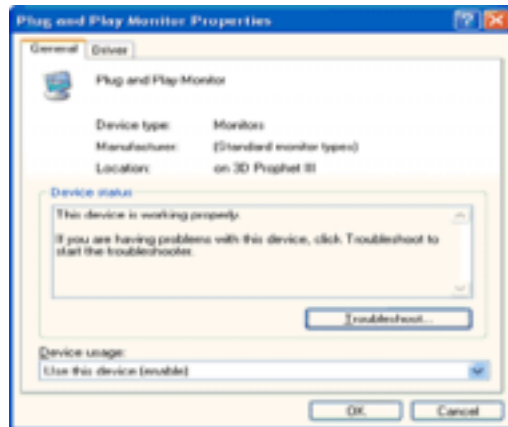 Plug and Play Monitor Properties
General Driver
Plug and Play Monitor
Device type: Monitors
Manufacturer: (Standard monitor types)
Location: on 3D Prophet III
Device status
This device is working properly.
If you are having problems with this device, click Troubleshoot to
start the troubleshooter.
Troubleshoot...
Device usage:
Use this device (enable)
OK Cancel